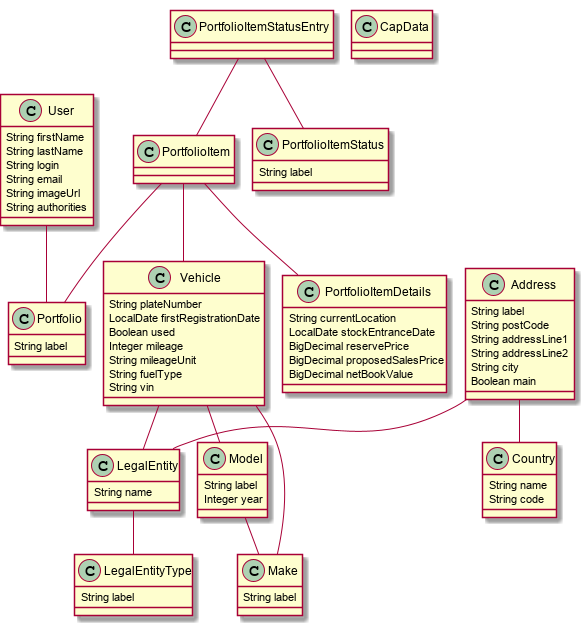 C PortfolioItemStatusEntry
C CapData
C User
String firstName
String lastName
String login
String email
String imageUrl
String authorities
C PortfolioItem
C PortfolioItemStatus
String label
C Portfolio
String label
C Vehicle
String plateNumber
LocalDate firstRegistrationDate
Boolean used
Integer mileage
String mileageUnit
String fuelType
String vin
C PortfolioItemDetails
String currentLocation
LocalDate stockEntranceDate
BigDecimal reservePrice
BigDecimal proposedSalesPrice
BigDecimal netBookValue
C Address
String label
String postCode
String addressLine1
String addressLine2
String city
Boolean main
C LegalEntity
String name
C Model
String label
Integer year
C Country
String name
String code
C LegalEntityType
String label
C Make
String label